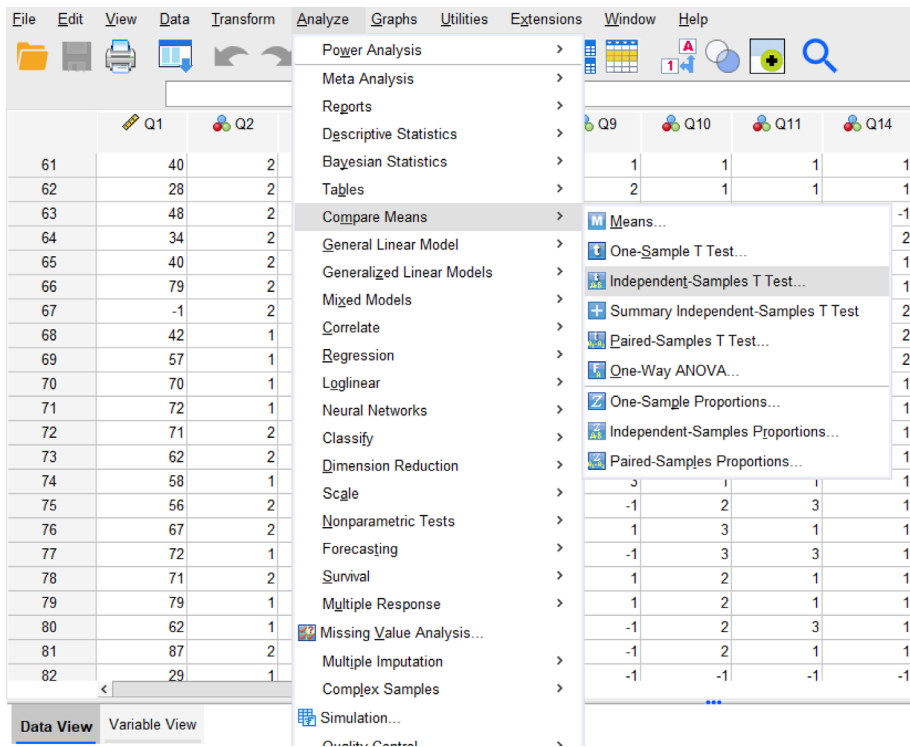 File Edit View Data Transform Analyze Graphs Utilities Extensions Window Help
Power Analysis
Meta Analysis
Reports
Q1 Q2 Q9 Q10 Q11 Q14
Descriptive Statistics
61 40 2 Bayesian Statistics 1 1 1 1
62 28 2 Tables 2 1 1 1
63 48 2 Compare Means Means... -1
64 34 2 General Linear Model One-Sample T Test... 2
65 40 2 Generalized Linear Models Independent-Samples T Test... 1
66 79 2 Mixed Models Summary Independent-Samples T Test 1
67 -1 2 Correlate Paired-Samples T Test... 2
68 42 1 Regression One-Way ANOVA... 2
69 57 1 Loglinear One-Sample Proportions... 2
70 70 1 Neural Networks Independent-Samples Proportions... 1
71 72 1 Classify Paired-Samples Proportions... 1
72 71 2 Dimension Reduction 1
73 62 2 Scale 1
74 58 1 Nonparametric Tests 3 1 1 1
75 56 2 Forecasting -1 2 3 1
76 67 2 Survival 1 3 1 1
77 72 1 Multiple Response -1 3 3 1
78 71 2 Missing Value Analysis... 1 2 1 1
79 79 1 Multiple Imputation 1 2 1 1
80 62 1 Complex Samples -1 2 3 1
81 87 2 Simulation... -1 2 1 1
82 29 1 Quality Control -1 -1 -1 -1
Data View Variable View